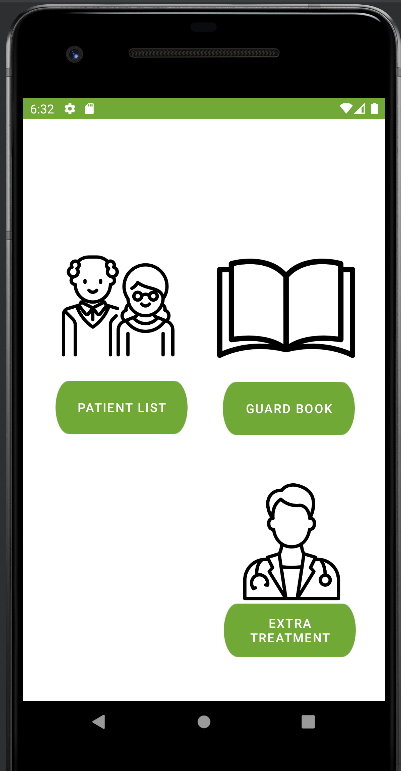 6:32
PATIENT LIST
GUARD BOOK
EXTRA
TREATMENT